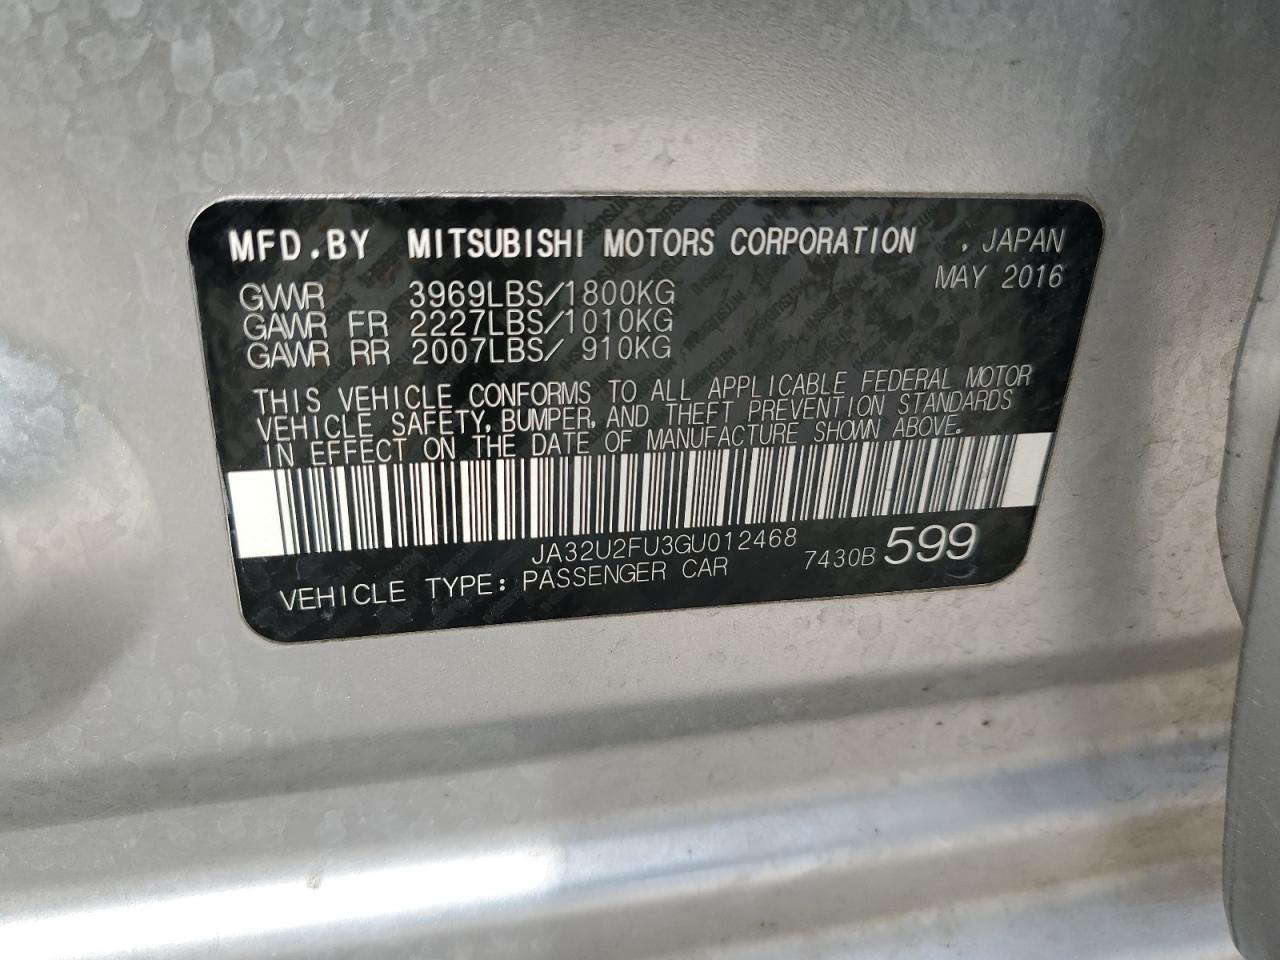 MFD.BY MITSUBISHI MOTORS CORPORATION . JAPAN
MAY 2016
GVWR 3969LBS/1800KG
GAWR FR 2227LBS/1010KG
GAWR RR 2007LBS/ 910KG
THIS VEHICLE CONFORMS TO ALL APPLICABLE FEDERAL MOTOR
VEHICLE SAFETY, BUMPER, AND THEFT PREVENTION STANDARDS
IN EFFECT ON THE DATE OF MANUFACTURE SHOWN ABOVE.
JA32U2FU3GU012468
7430B 599
VEHICLE TYPE: PASSENGER CAR